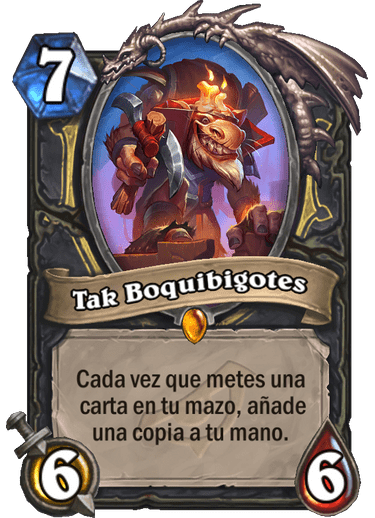 7
Tak Boquibigotes
Cada vez que metes una
carta en tu mazo, añade
una copia a tu mano.
6
6